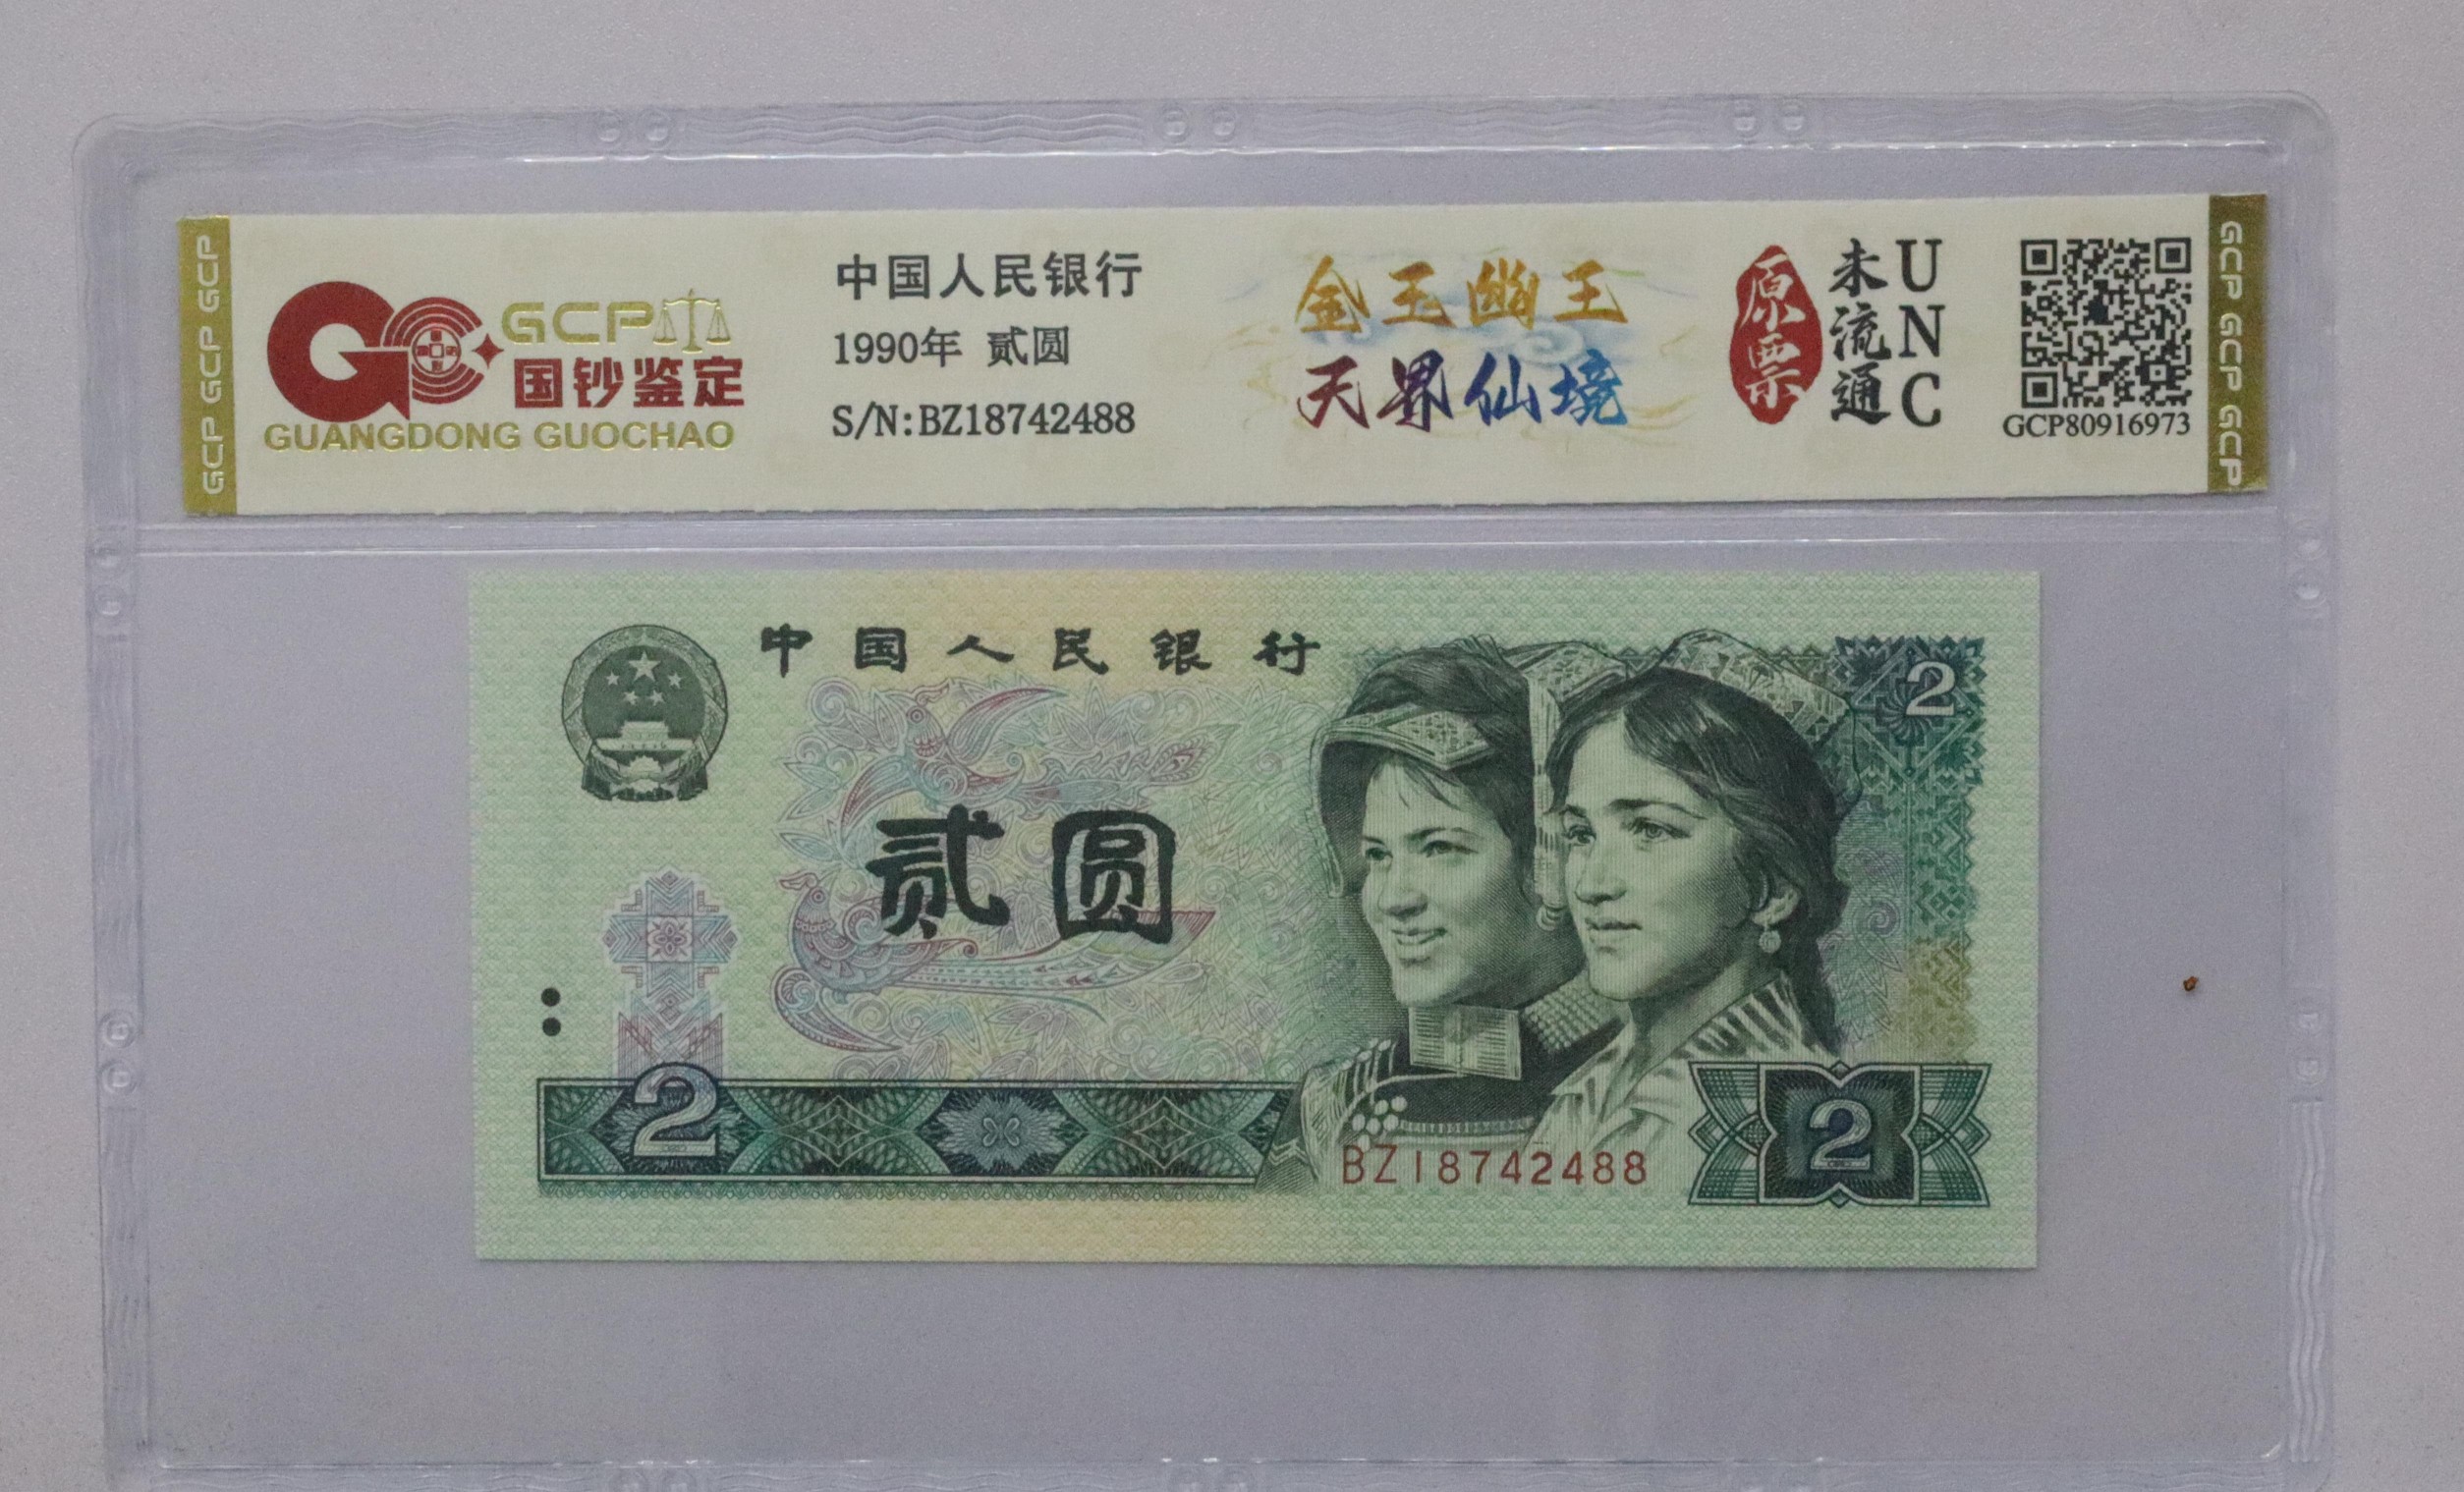 GCP GCP GCP
GCP
国钞鉴定
GUANGDONG GUOCHAO
中国人民银行
1990年 贰圆
S/N:BZ18742488
金玉幽王
天界仙境
原票
未流通
UNC
GCP80916973
GCP GCP GCP
中国人民银行
2
贰圆
2
BZ18742488
2